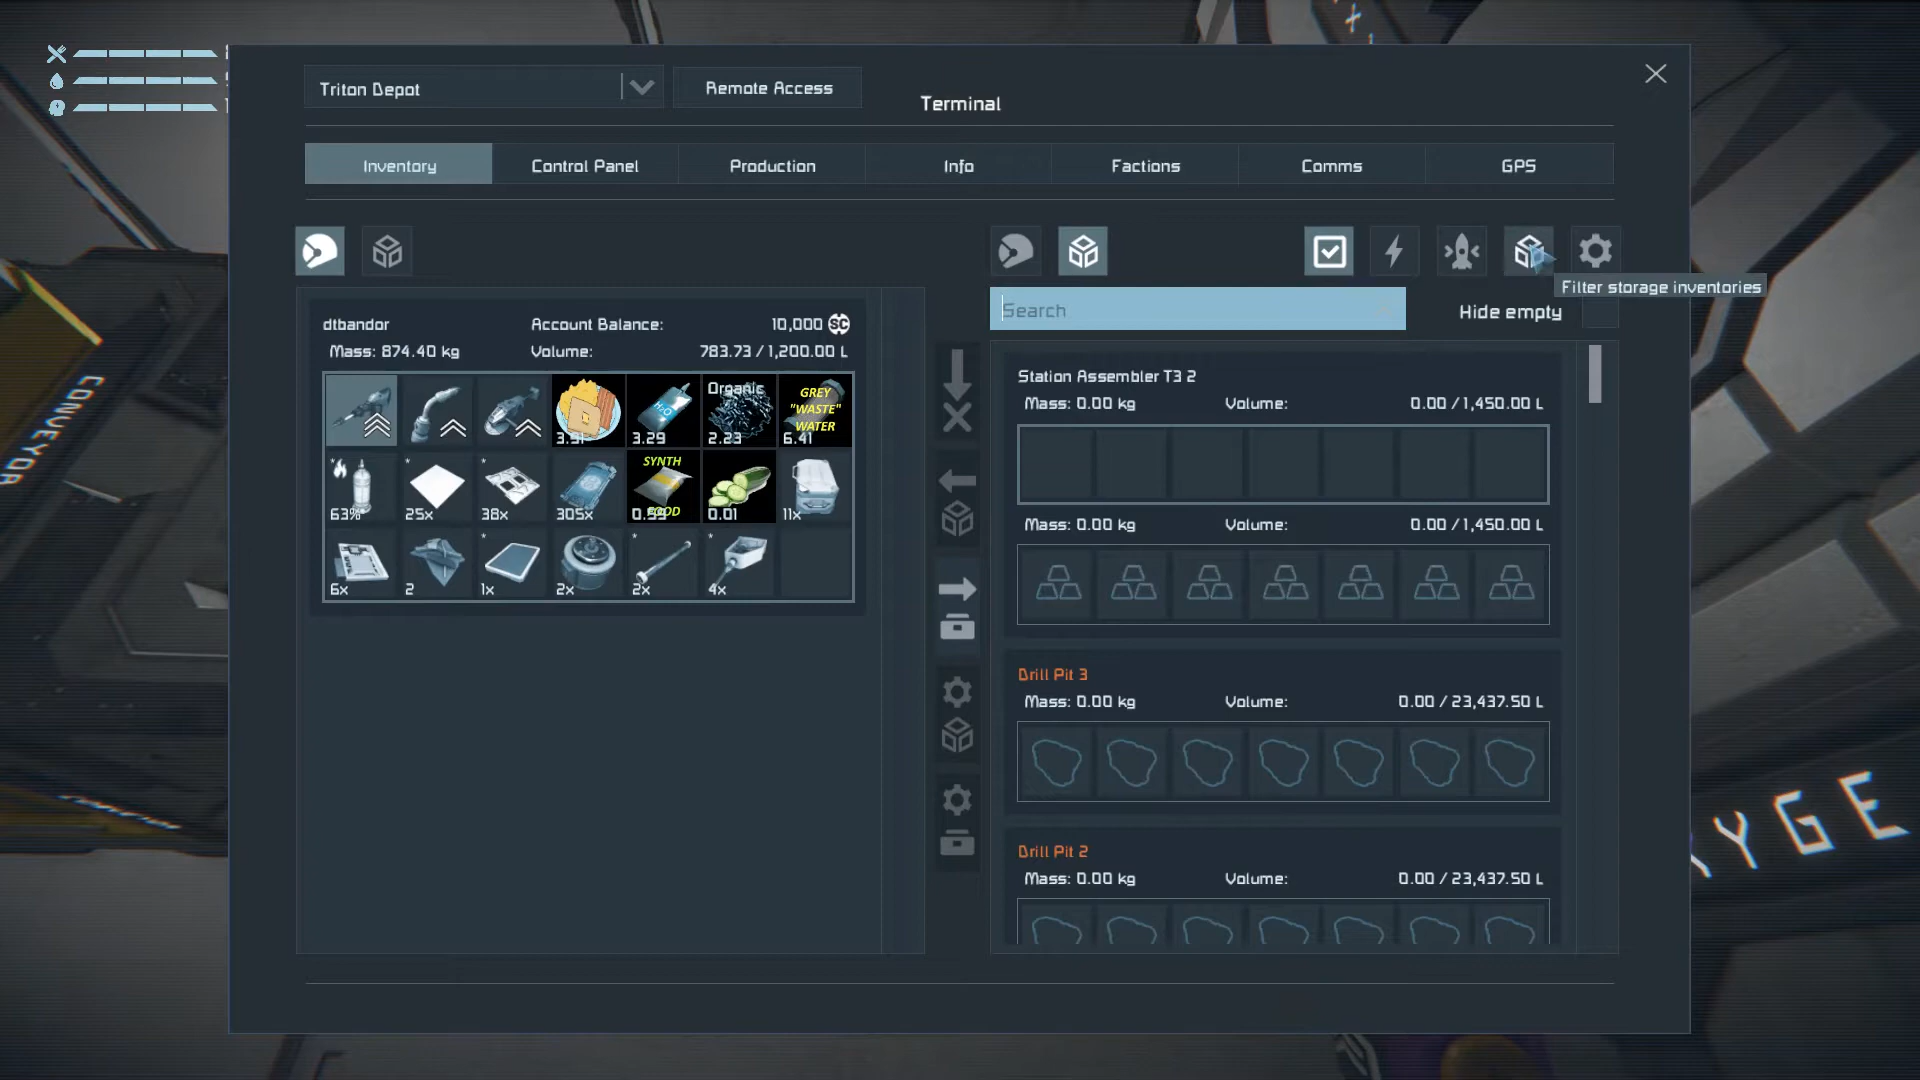 Triton Depot
Remote Access
Terminal
Inventory
Control Panel
Production
Info
Factions
Comms
GPS
Filter storage inventories
Search
Hide empty
dtbandor
Account Balance:
10,000 SC
Mass: 874.40 kg
Volume:
783.73 / 1,200.00 L
3.29
H2O
Organic
2.23
GREY
"WASTE"
WATER
6.41
63%
25x
38x
305x
SYNTH
FOOD
0.01
11x
6x
2
1x
2x
2x
4x
Station Assembler T3 2
Mass: 0.00 kg
Volume:
0.00 / 1,450.00 L
Mass: 0.00 kg
Volume:
0.00 / 1,450.00 L
Drill Pit 3
Mass: 0.00 kg
Volume:
0.00 / 23,437.50 L
Drill Pit 2
Mass: 0.00 kg
Volume:
0.00 / 23,437.50 L
CONVEYOR